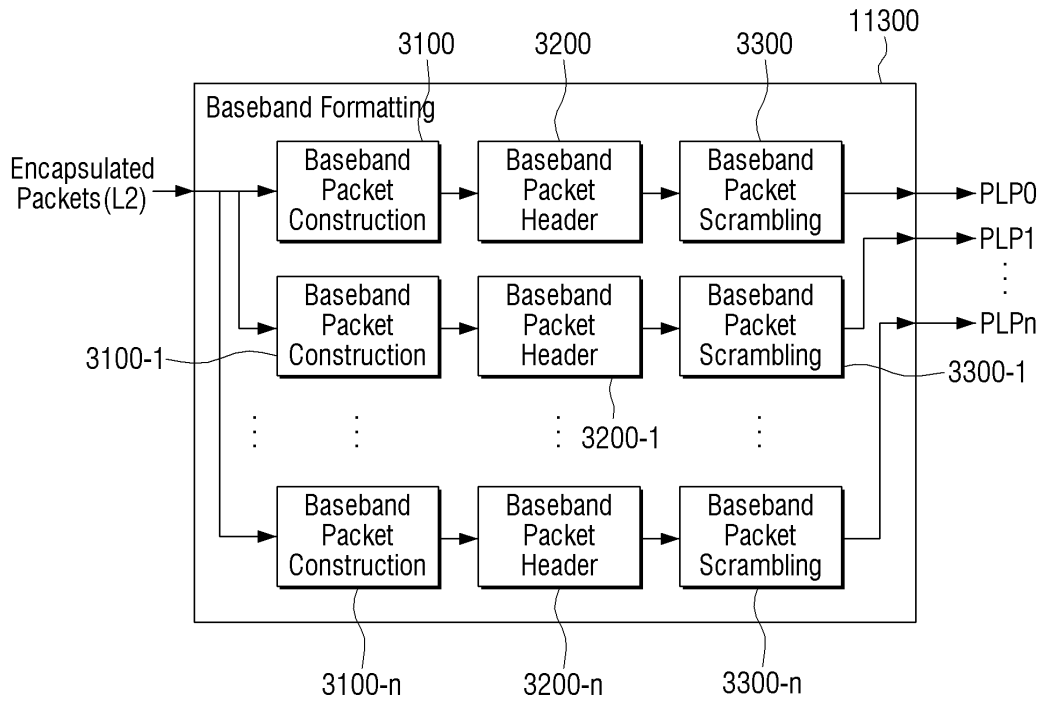 3100
3200
3300
11300
Baseband Formatting
Encapsulated
Packets(L2)
Baseband
Packet
Construction
Baseband
Packet
Header
Baseband
Packet
Scrambling
PLP0
PLP1
PLPn
Baseband
Packet
Construction
Baseband
Packet
Header
Baseband
Packet
Scrambling
3100-1
3200-1
3300-1
Baseband
Packet
Construction
Baseband
Packet
Header
Baseband
Packet
Scrambling
3100-n
3200-n
3300-n